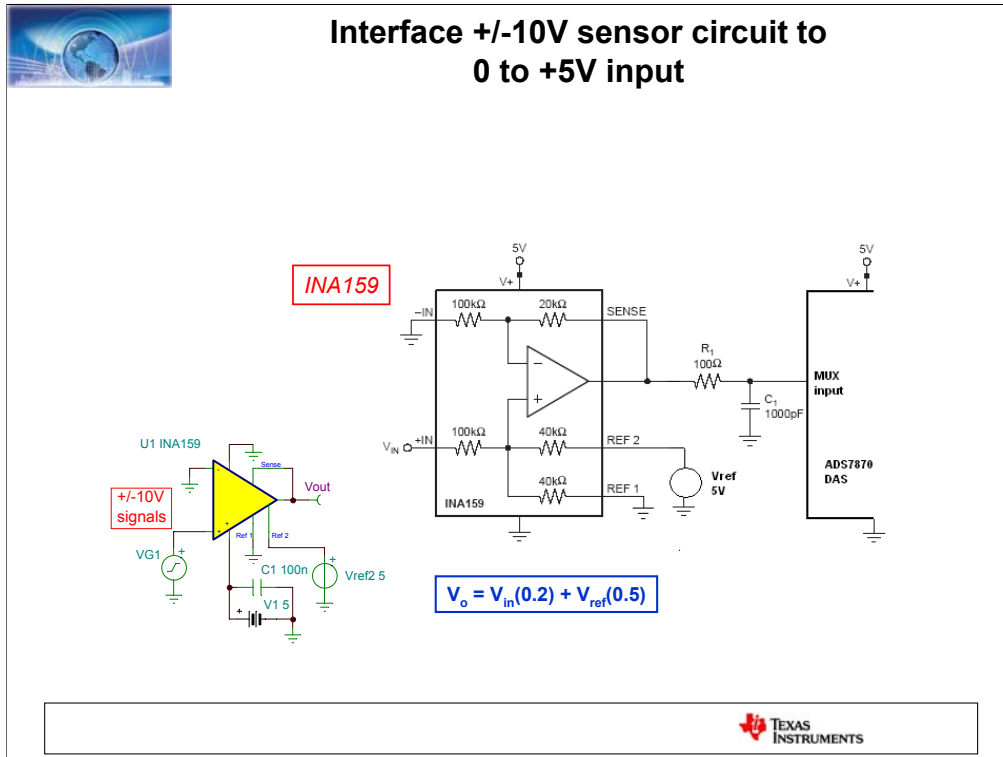 Interface +/-10V sensor circuit to
0 to +5V input
INA159
5V
V+
100kΩ
20kΩ
–IN
SENSE
R1
100Ω
C1
1000pF
VIN
+IN
100kΩ
40kΩ
REF 2
40kΩ
REF 1
INA159
Vref
5V
5V
V+
MUX
input
ADS7870
DAS
U1 INA159
Sense
Vout
+/-10V
signals
Ref 1
Ref 2
VG1
C1 100n
Vref2 5
V1 5
Vo = Vin(0.2) + Vref(0.5)
TEXAS
INSTRUMENTS